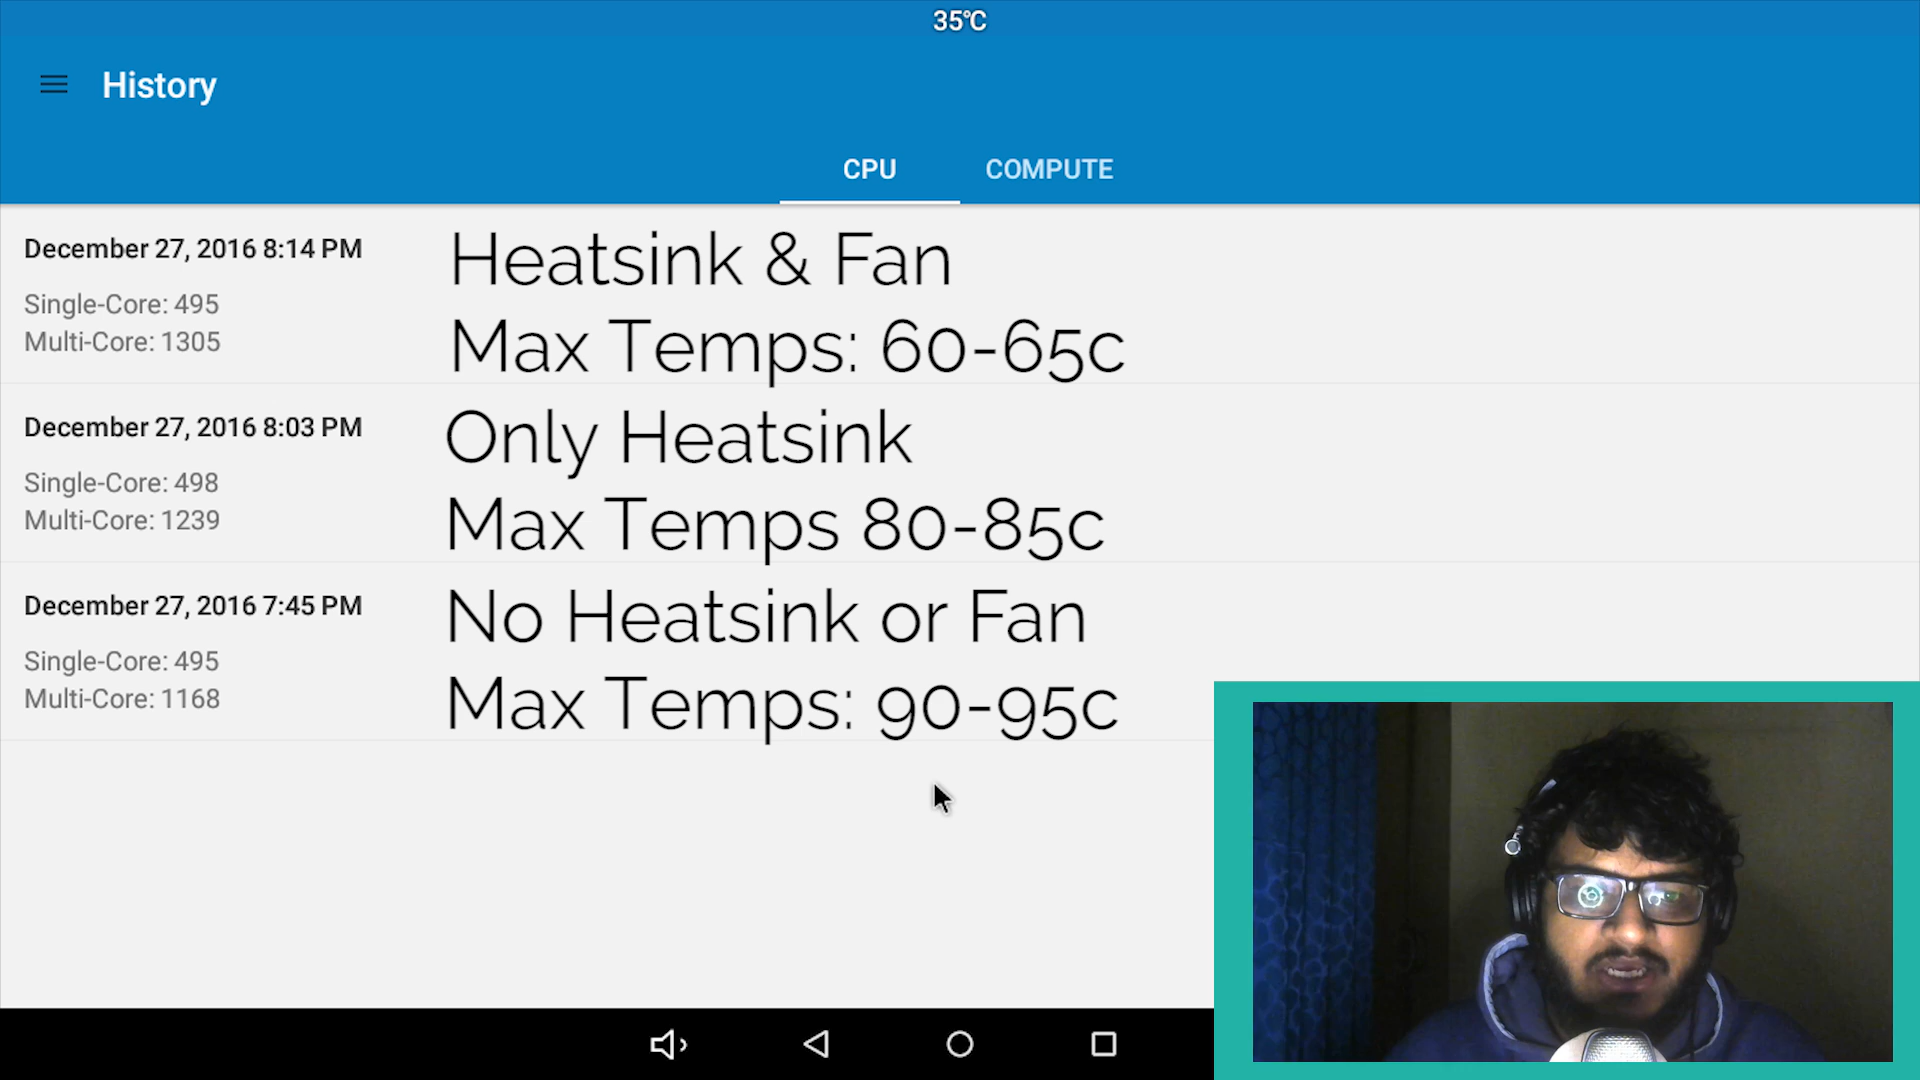 35℃
History
CPU
COMPUTE
December 27, 2016 8:14 PM
Single-Core: 495
Multi-Core: 1305
Heatsink & Fan
Max Temps: 60-65c
December 27, 2016 8:03 PM
Single-Core: 498
Multi-Core: 1239
Only Heatsink
Max Temps 80-85c
December 27, 2016 7:45 PM
Single-Core: 495
Multi-Core: 1168
No Heatsink or Fan
Max Temps: 90-95c